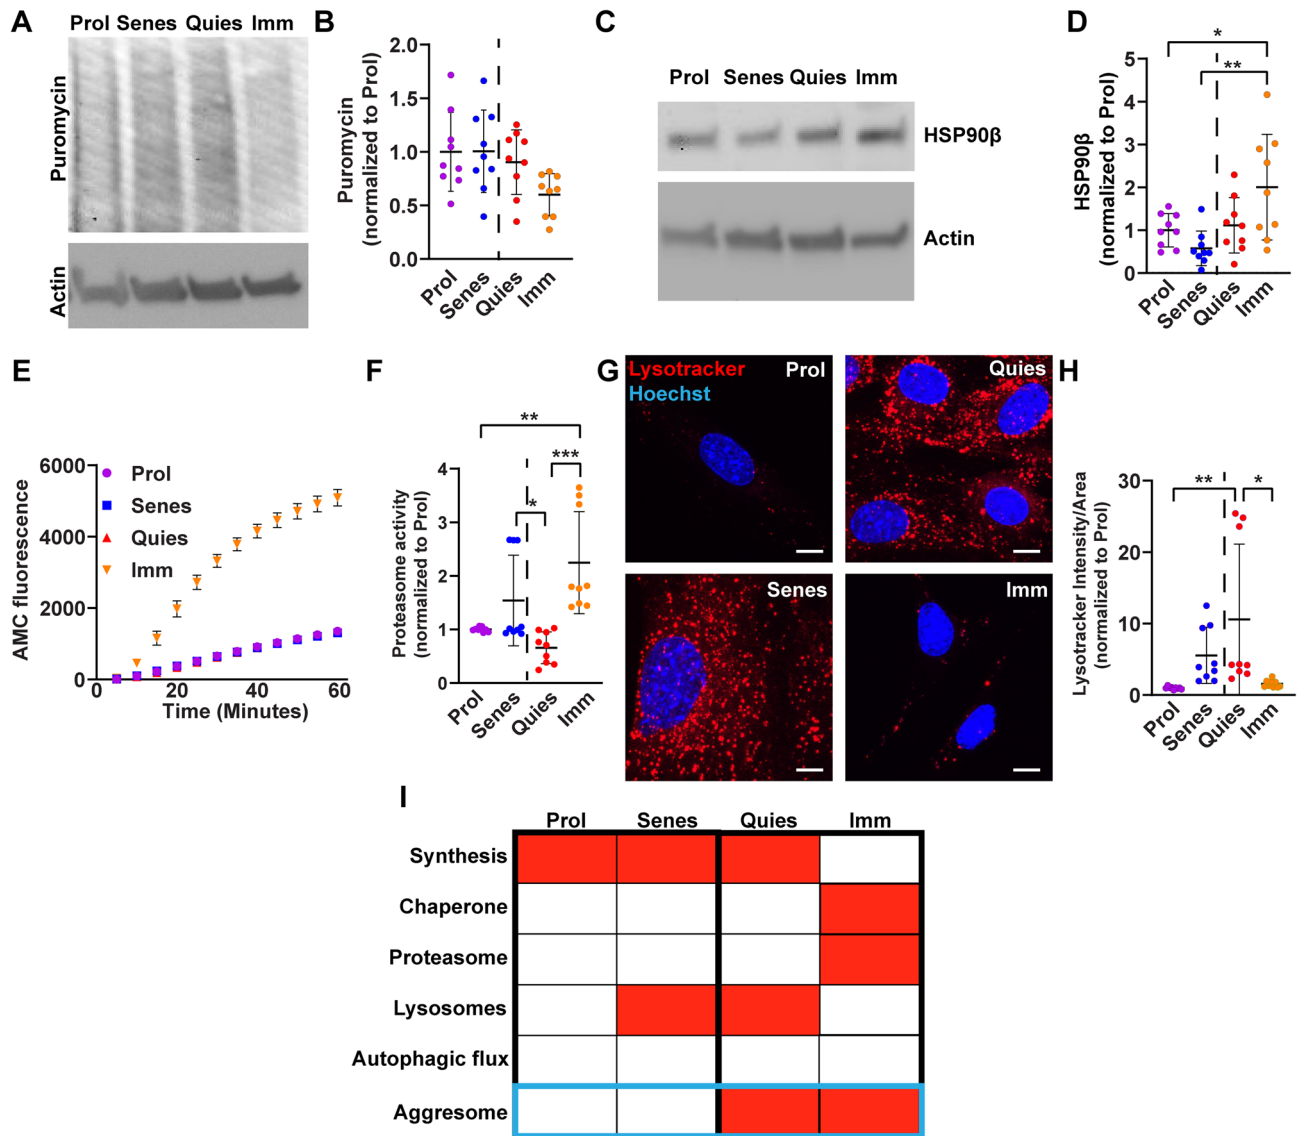 A
Prol Senes Quies Imm
Puromycin
Actin
B
Puromycin
(normalized to Prol)
2.0
1.5
1.0
0.5
0.0
Prol
Senes
Quies
Imm
C
Prol Senes Quies Imm
HSP90β
Actin
D
*
**
HSP90β
(normalized to Prol)
5
4
3
2
1
0
Prol
Senes
Quies
Imm
E
AMC fluorescence
6000
4000
2000
0
Prol
Senes
Quies
Imm
0 20 40 60
Time (Minutes)
F
**
***
*
Proteasome activity
(normalized to Prol)
4
3
2
1
0
Prol
Senes
Quies
Imm
G
Lysotracker
Hoechst
Prol
Quies
Senes
Imm
H
** *
Lysotracker Intensity/Area
(normalized to Prol)
30
20
10
0
Prol
Senes
Quies
Imm
I
Prol Senes Quies Imm
Synthesis
Chaperone
Proteasome
Lysosomes
Autophagic flux
Aggresome